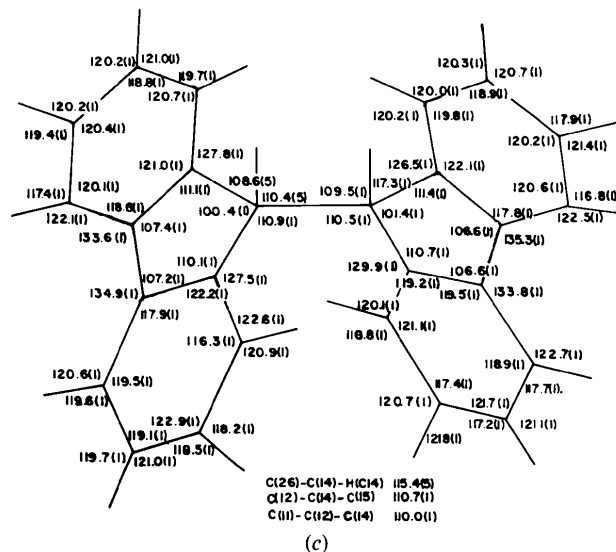 120.2(1) 121.0(1) 120.3(1) 120.7(1)
118.8(1) 119.7(1) 120.0(1) 118.9(1)
120.7(1) 120.2(1) 119.8(1)
120.2(1) 117.9(1)
119.4(1) 120.4(1) 120.2(1) 121.4(1)
121.0(1) 127.8(1) 126.5(1) 122.1(1)
117.4(1) 120.1(1) 111.1(1) 108.6(5) 117.3(1) 111.4(1) 120.6(1) 116.8(1)
122.1(1) 118.8(1) 110.4(5) 109.5(1) 117.8(1) 122.5(1)
133.6(1) 107.4(1) 100.4(1) 110.9(1) 110.5(1) 101.4(1) 106.6(1) 135.3(1)
107.2(1) 110.1(1) 127.5(1) 129.9(1) 110.7(1) 106.6(1)
134.9(1) 117.9(1) 122.2(1) 119.2(1) 119.5(1) 133.8(1)
122.6(1) 120.1(1)
116.3(1) 120.9(1) 118.8(1) 121.1(1)
120.6(1) 119.5(1) 118.9(1) 122.7(1)
119.6(1) 117.4(1) 117.7(1)
122.9(1) 118.2(1) 120.7(1) 121.7(1)
119.1(1) 118.5(1) 117.2(1) 121.1(1)
119.7(1) 121.0(1) 121.8(1)
C(26)-C(14)-H(C14) 115.4(5)
C(12)-C(14)-C(15) 110.7(1)
C(11)-C(12)-C(14) 110.0(1)
(c)